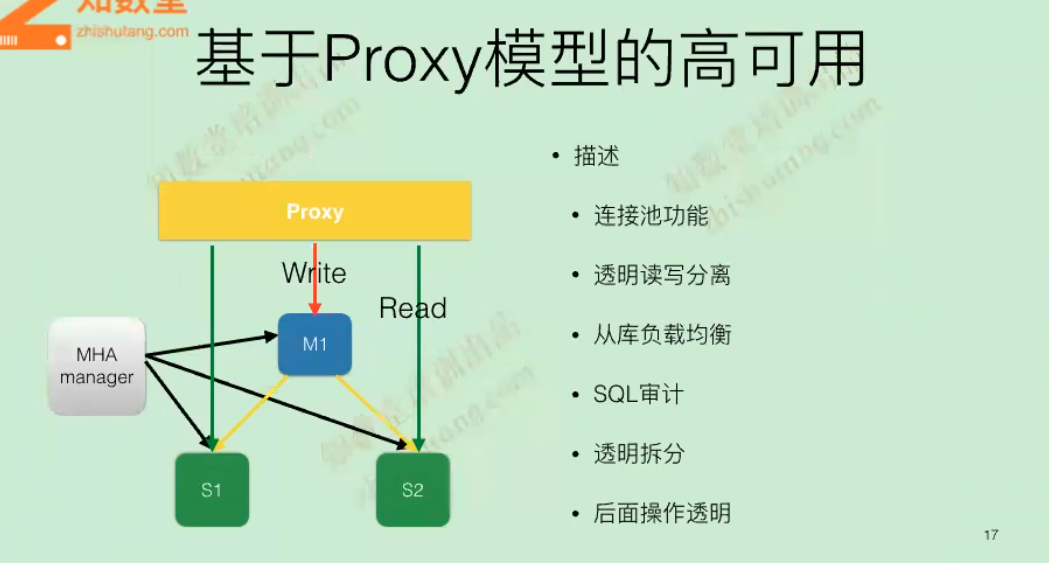 知数堂
zhishutang.com
基于Proxy模型的高可用
• 描述
• 连接池功能
• 透明读写分离
• 从库负载均衡
• SQL审计
• 透明拆分
• 后面操作透明
Proxy
Write
Read
MHA
manager
M1
S1
S2
17